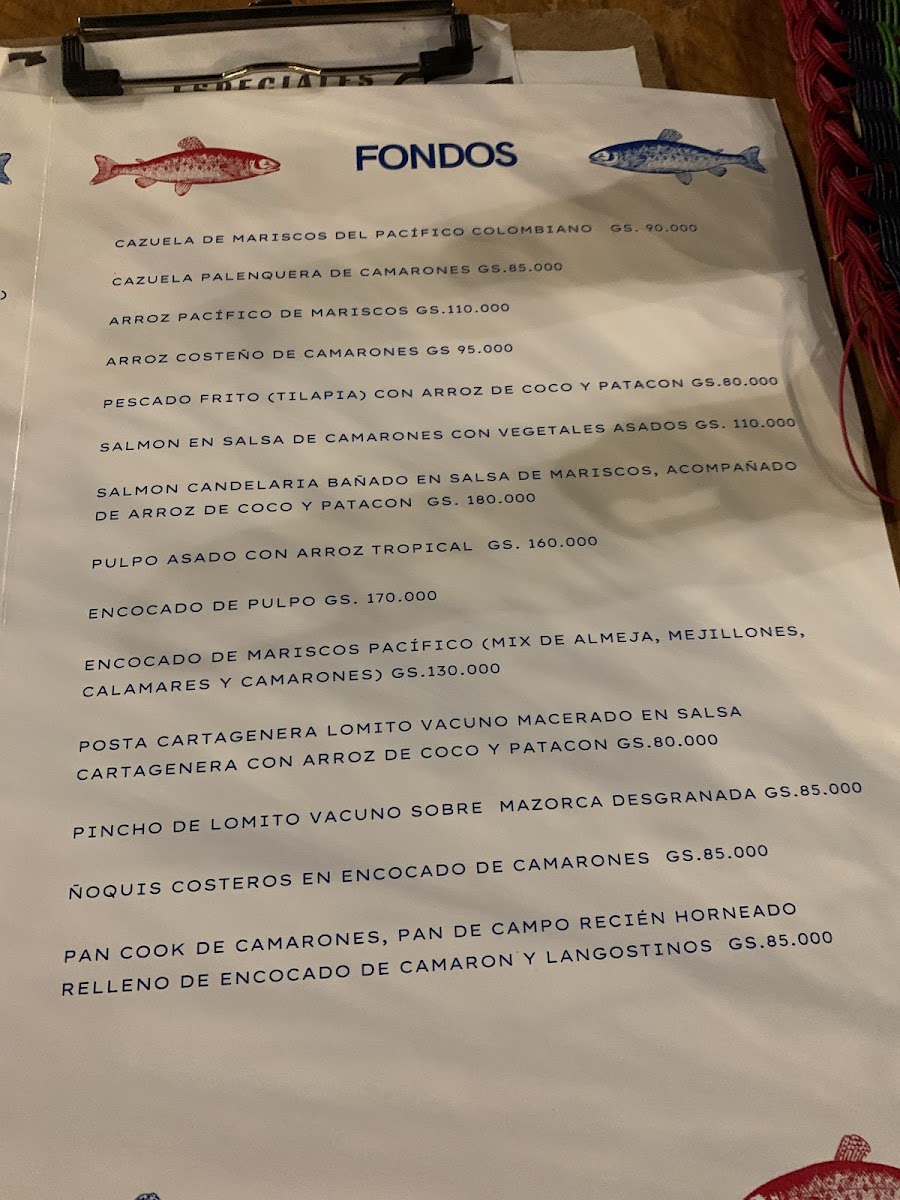 ESPECIALES
FONDOS
CAZUELA DE MARISCOS DEL PACÍFICO COLOMBIANO GS. 90.000
CAZUELA PALENQUERA DE CAMARONES GS.85.000
ARROZ PACÍFICO DE MARISCOS GS.110.000
ARROZ COSTEÑO DE CAMARONES GS 95.000
PESCADO FRITO (TILAPIA) CON ARROZ DE COCO Y PATACON GS.80.000
SALMON EN SALSA DE CAMARONES CON VEGETALES ASADOS GS. 110.000
SALMON CANDELARIA BAÑADO EN SALSA DE MARISCOS, ACOMPAÑADO
DE ARROZ DE COCO Y PATACON GS. 180.000
PULPO ASADO CON ARROZ TROPICAL GS. 160.000
ENCOCADO DE PULPO GS. 170.000
ENCOCADO DE MARISCOS PACÍFICO (MIX DE ALMEJA, MEJILLONES,
CALAMARES Y CAMARONES) GS.130.000
POSTA CARTAGENERA LOMITO VACUNO MACERADO EN SALSA
CARTAGENERA CON ARROZ DE COCO Y PATACON GS.80.000
PINCHO DE LOMITO VACUNO SOBRE MAZORCA DESGRANADA GS.85.000
ÑOQUIS COSTEROS EN ENCOCADO DE CAMARONES GS.85.000
PAN COOK DE CAMARONES, PAN DE CAMPO RECIÉN HORNEADO
RELLENO DE ENCOCADO DE CAMARON Y LANGOSTINOS GS.85.000